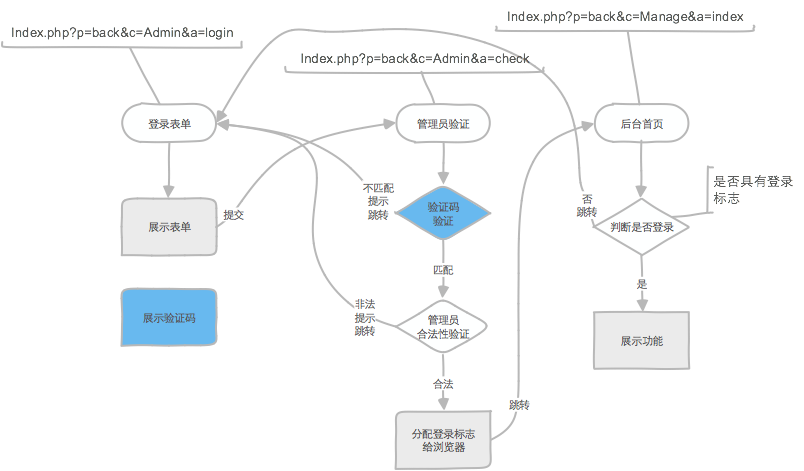 Index.php?p=back&c=Manage&a=index
Index.php?p=back&c=Admin&a=login
Index.php?p=back&c=Admin&a=check
登录表单
管理员验证
后台首页
不匹配
提示
跳转
是否具有登录
标志
否
跳转
提交
验证码
验证
展示表单
判断是否登录
匹配
是
非法
提示
跳转
展示验证码
管理员
合法性验证
展示功能
合法
跳转
分配登录标志
给浏览器